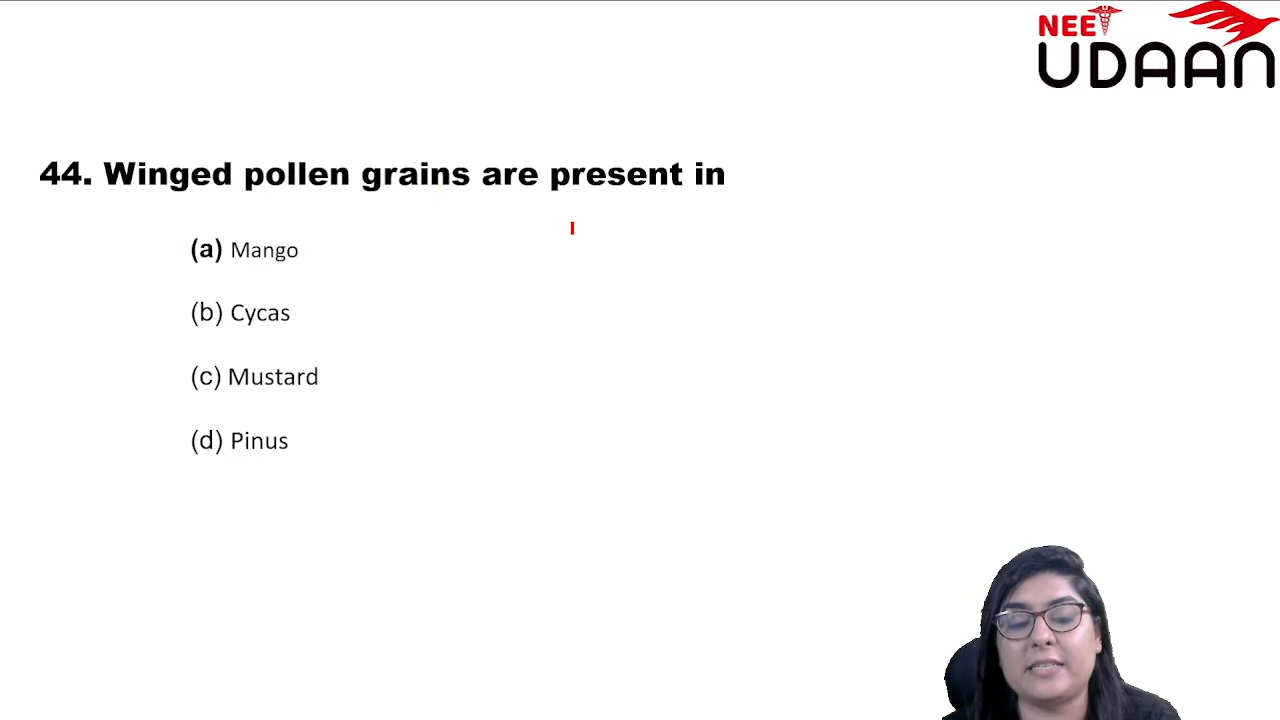 NEET
UDAAN
44. Winged pollen grains are present in
(a) Mango
(b) Cycas
(c) Mustard
(d) Pinus